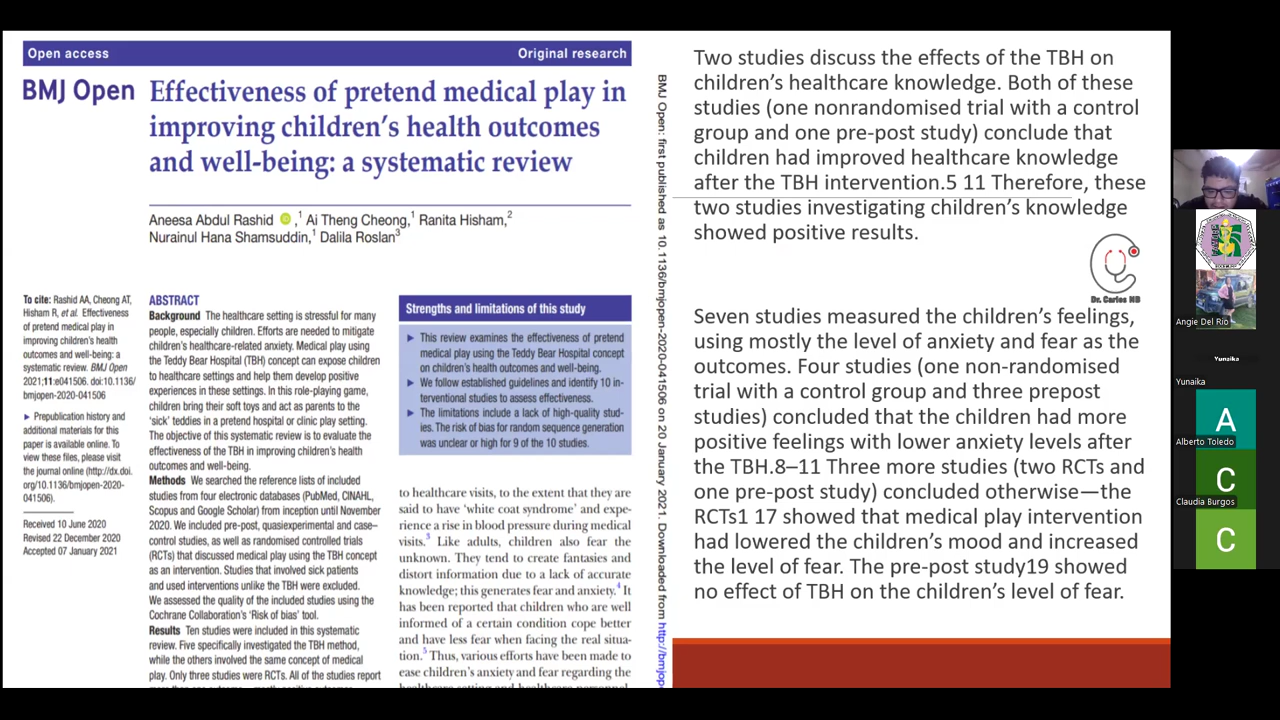 Open access
Original research
BMJ Open
Effectiveness of pretend medical play in
improving children's health outcomes
and well-being: a systematic review
Aneesa Abdul Rashid ,1 Ai Theng Cheong,1 Ranita Hisham,2
Nurainul Hana Shamsuddin,1 Dalila Roslan3
To cite: Rashid AA, Cheong AT,
Hisham R, et al. Effectiveness
of pretend medical play in
improving children's health
outcomes and well-being: a
systematic review. BMJ Open
2021;11:e041506. doi:10.1136/
bmjopen-2020-041506
► Prepublication history and
additional materials for this
paper is available online. To
view these files, please visit
the journal online (http://dx.doi.
org/10.1136/bmjopen-2020-
041506).
Received 10 June 2020
Revised 22 December 2020
Accepted 07 January 2021
ABSTRACT
Background The healthcare setting is stressful for many
people, especially children. Efforts are needed to mitigate
children's healthcare-related anxiety. Medical play using
the Teddy Bear Hospital (TBH) concept can expose children
to healthcare settings and help them develop positive
experiences in these settings. In this role-playing game,
children bring their soft toys and act as parents to the
'sick' teddies in a pretend hospital or clinic play setting.
The objective of this systematic review is to evaluate the
effectiveness of the TBH in improving children's health
outcomes and well-being.
Methods We searched the reference lists of included
studies from four electronic databases (PubMed, CINAHL,
Scopus and Google Scholar) from inception until November
2020. We included pre-post, quasiexperimental and case–
control studies, as well as randomised controlled trials
(RCTs) that discussed medical play using the TBH concept
as an intervention. Studies that involved sick patients
and used interventions unlike the TBH were excluded.
We assessed the quality of the included studies using the
Cochrane Collaboration's 'Risk of bias' tool.
Results Ten studies were included in this systematic
review. Five specifically investigated the TBH method,
while the others involved the same concept of medical
play. Only three studies were RCTs. All of the studies report
Strengths and limitations of this study
► This review examines the effectiveness of pretend
medical play using the Teddy Bear Hospital concept
on children's health outcomes and well-being.
► We follow established guidelines and identify 10 in-
terventional studies to assess effectiveness.
► The limitations include a lack of high-quality stud-
ies. The risk of bias for random sequence generation
was unclear or high for 9 of the 10 studies.
to healthcare visits, to the extent that they are
said to have 'white coat syndrome' and expe-
rience a rise in blood pressure during medical
visits.3 Like adults, children also fear the
unknown. They tend to create fantasies and
distort information due to a lack of accurate
knowledge; this generates fear and anxiety.4 It
has been reported that children who are well
informed of a certain condition cope better
and have less fear when facing the real situa-
tion.5 Thus, various efforts have been made to
ease children's anxiety and fear regarding the
BMJ Open: first published as 10.1136/bmjopen-2020-041506 on 20 January 2021. Downloaded from http://bmjop
Two studies discuss the effects of the TBH on
children's healthcare knowledge. Both of these
studies (one nonrandomised trial with a control
group and one pre-post study) conclude that
children had improved healthcare knowledge
after the TBH intervention.5 11 Therefore, these
two studies investigating children's knowledge
showed positive results.
Dr. Carlos NB
Seven studies measured the children's feelings,
using mostly the level of anxiety and fear as the
outcomes. Four studies (one non-randomised
trial with a control group and three prepost
studies) concluded that the children had more
positive feelings with lower anxiety levels after
the TBH.8–11 Three more studies (two RCTs and
one pre-post study) concluded otherwise—the
RCTs1 17 showed that medical play intervention
had lowered the children's mood and increased
the level of fear. The pre-post study19 showed
no effect of TBH on the children's level of fear.
Angie Del Rio
Yunaika
Yunaika
A
Alberto Toledo
C
Claudia Burgos
C